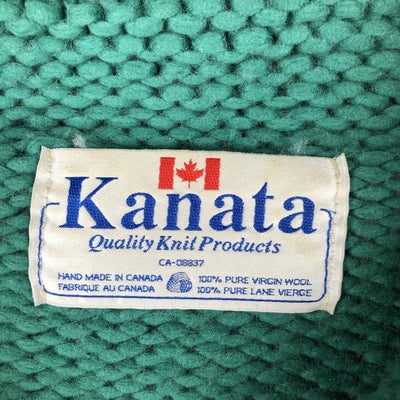 Kanata
Quality Knit Products
CA-08837
HAND MADE IN CANADA 100% PURE VIRGIN WOOL
FABRIQUE AU CANADA 100% PURE LANE VIERGE